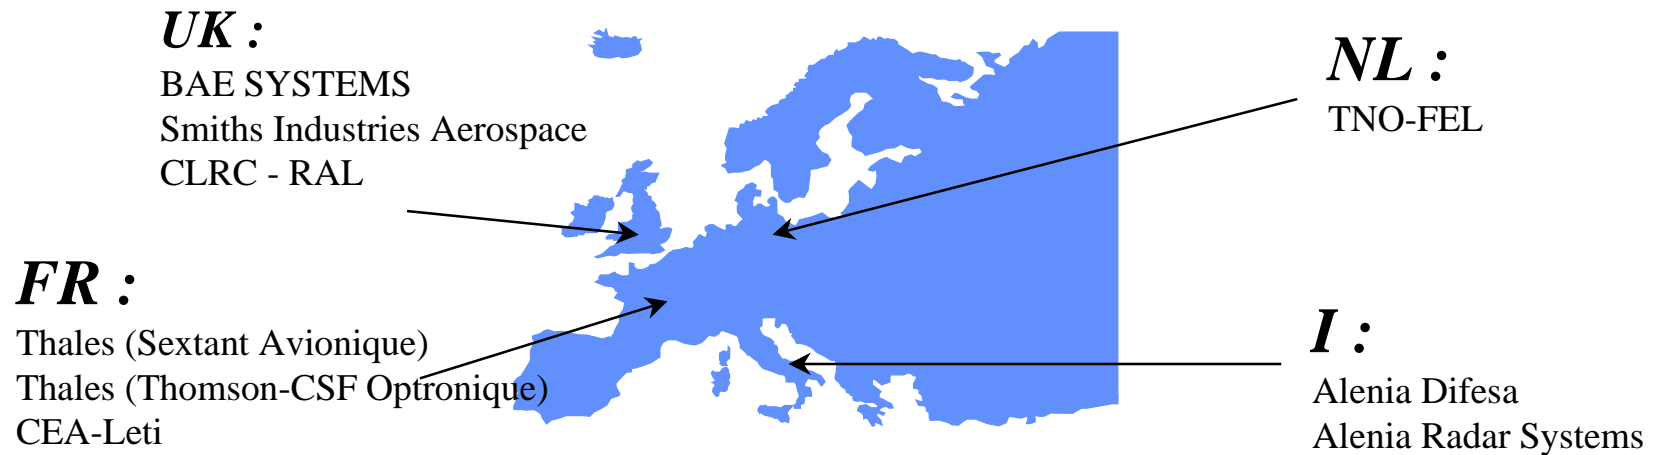 UK :
BAE SYSTEMS
Smiths Industries Aerospace
CLRC - RAL
NL :
TNO-FEL
FR :
Thales (Sextant Avionique)
Thales (Thomson-CSF Optronique)
CEA-Leti
I :
Alenia Difesa
Alenia Radar Systems